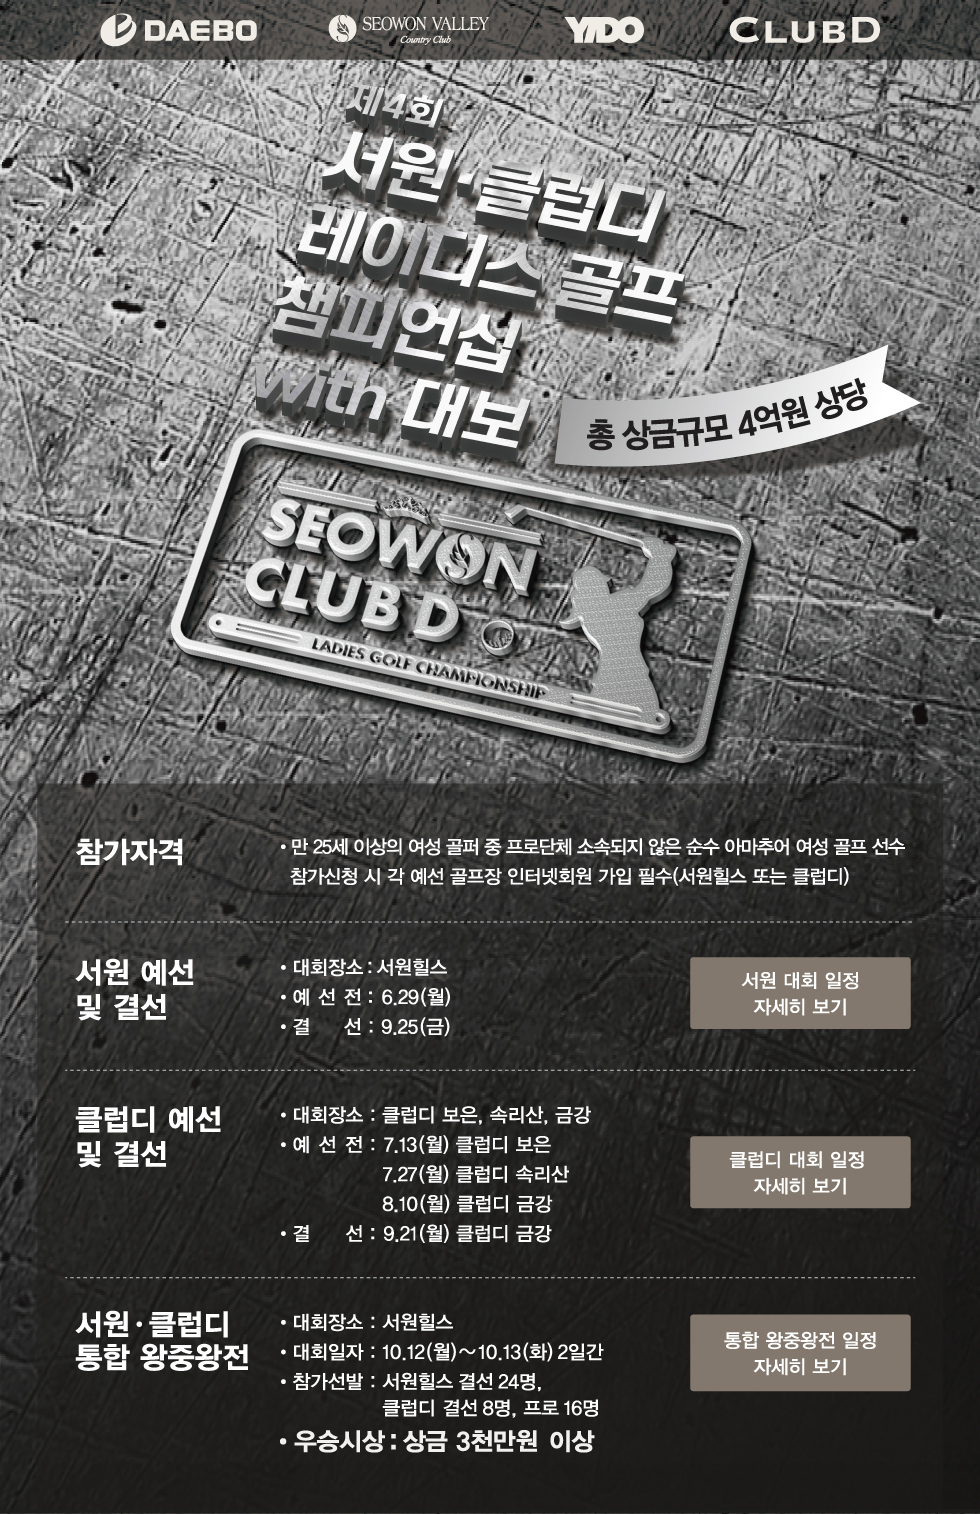 DAEBO
SEOWON VALLEY
Country Club
YIDO
CLUBD
제4회
서원·클럽디
레이디스 골프
챔피언십
with 대보
총 상금규모 4억원 상당
SEOWON
CLUB D
LADIES GOLF CHAMPIONSHIP
참가자격
• 만 25세 이상의 여성 골퍼 중 프로단체 소속되지 않은 순수 아마추어 여성 골프 선수
참가신청 시 각 예선 골프장 인터넷회원 가입 필수(서원힐스 또는 클럽디)
서원 예선
및 결선
• 대회장소 : 서원힐스
• 예 선 전 : 6.29(월)
• 결 선 : 9.25(금)
서원 대회 일정
자세히 보기
클럽디 예선
및 결선
• 대회장소 : 클럽디 보은, 속리산, 금강
• 예 선 전 : 7.13(월) 클럽디 보은
7.27(월) 클럽디 속리산
8.10(월) 클럽디 금강
• 결 선 : 9.21(월) 클럽디 금강
클럽디 대회 일정
자세히 보기
서원·클럽디
통합 왕중왕전
• 대회장소 : 서원힐스
• 대회일자 : 10.12(월)~10.13(화) 2일간
• 참가선발 : 서원힐스 결선 24명,
클럽디 결선 8명, 프로 16명
• 우승시상 : 상금 3천만원 이상
통합 왕중왕전 일정
자세히 보기